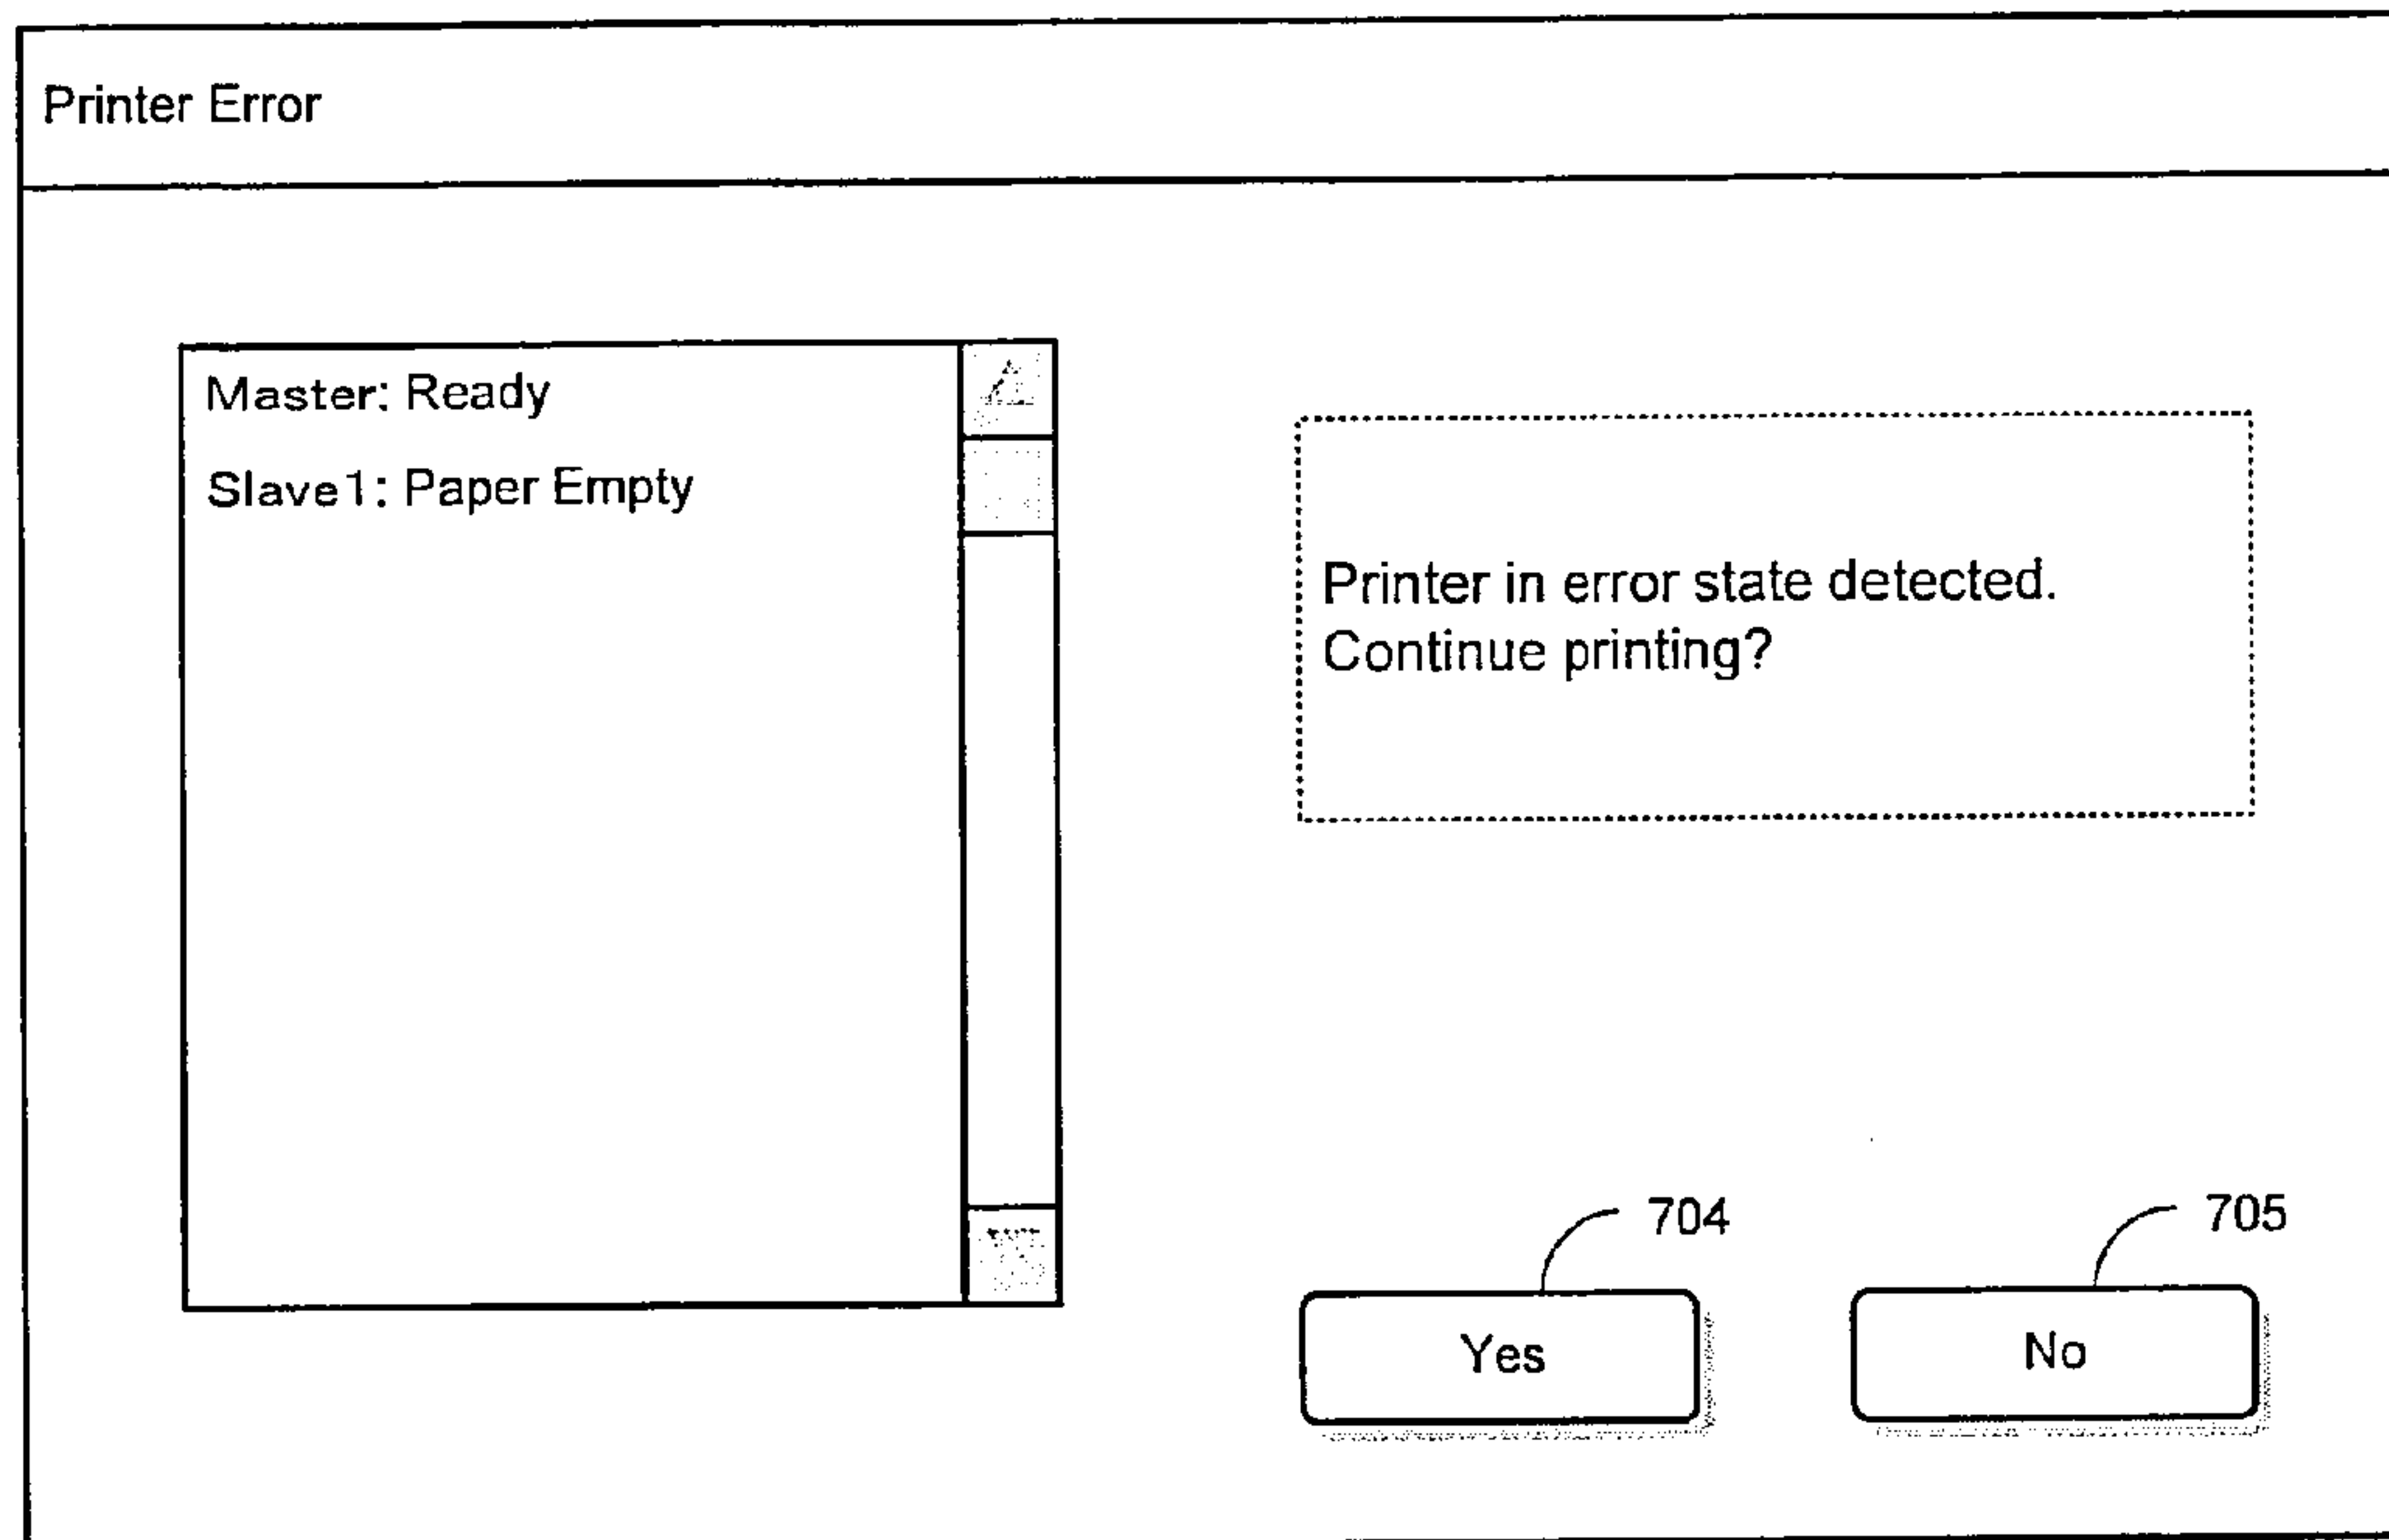 Printer Error
Master: Ready
Slave1: Paper Empty
Printer in error state detected.
Continue printing?
704
705
Yes
No